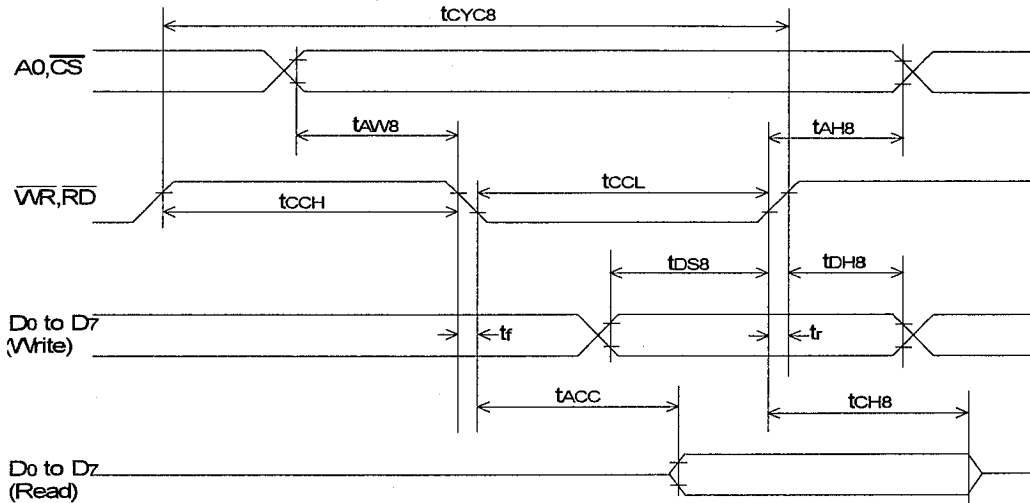 tCYC8
A0,CS
tAW8
tAH8
WR,RD
tCCH
tCCL
tDS8
tDH8
D0 to D7
(Write)
tf
tr
tACC
tCH8
D0 to D7
(Read)